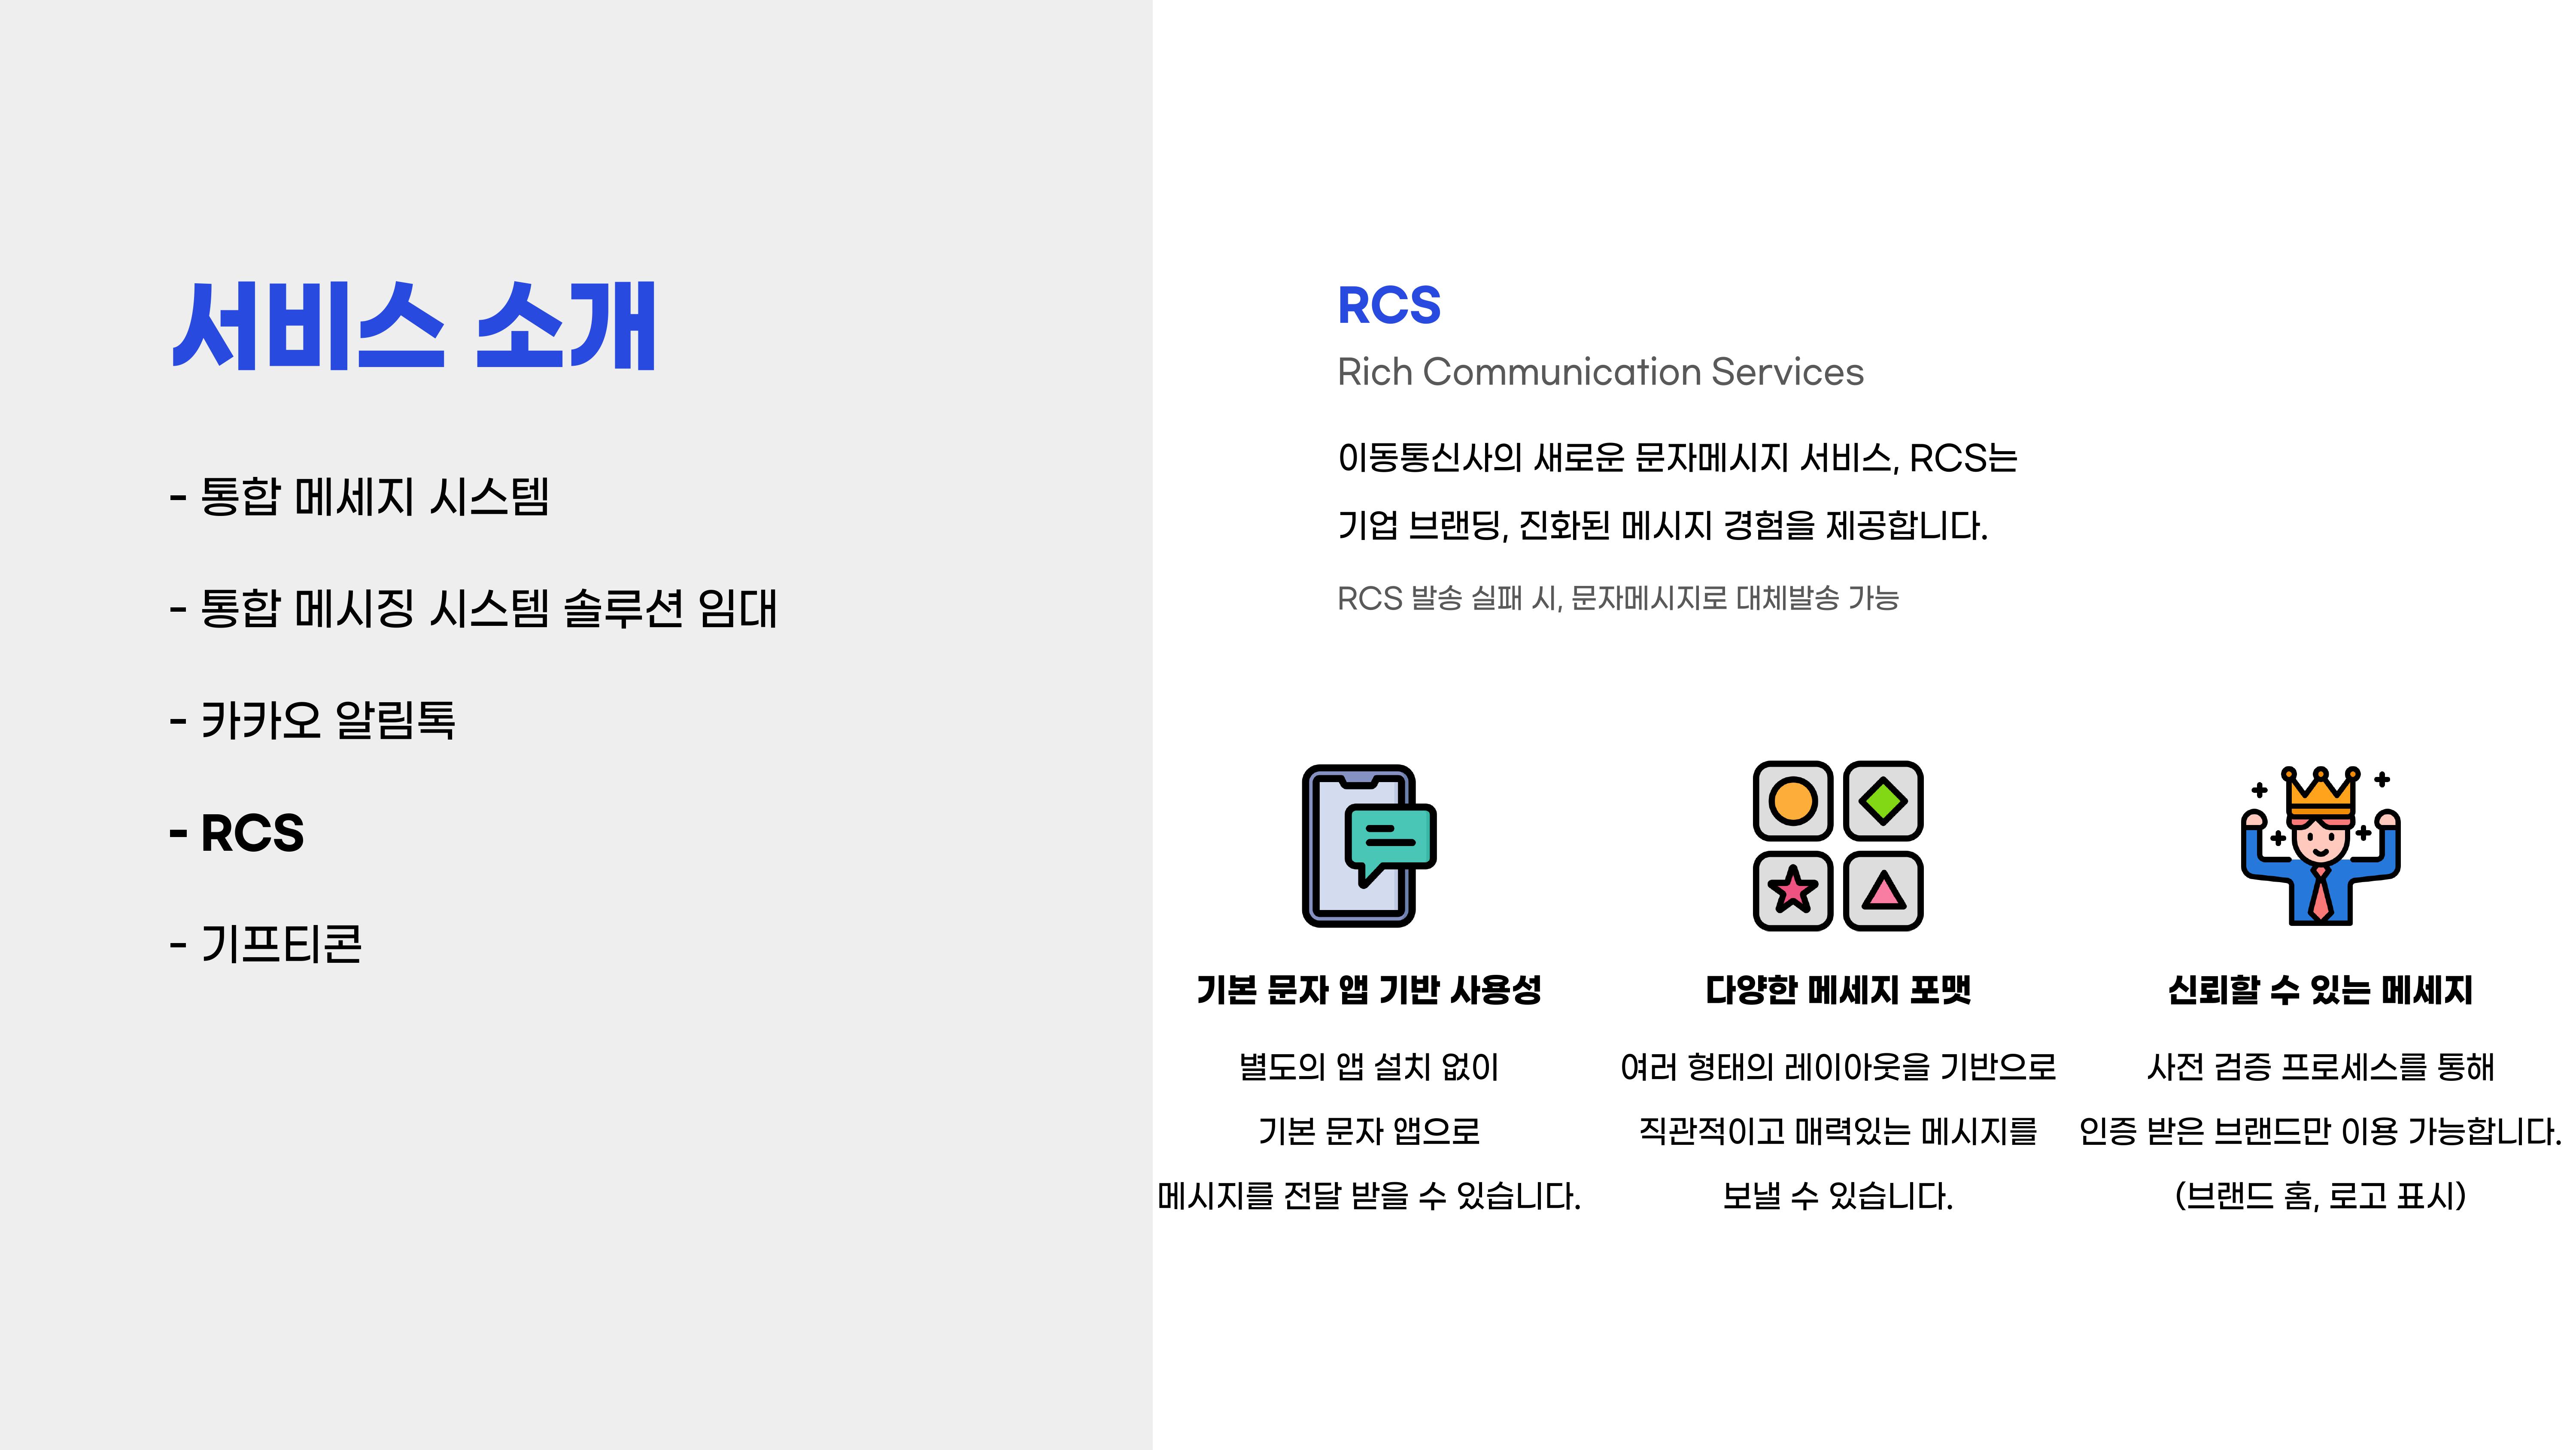 서비스 소개
- 통합 메세지 시스템
- 통합 메시징 시스템 솔루션 임대
- 카카오 알림톡
- RCS
- 기프티콘
RCS
Rich Communication Services
이동통신사의 새로운 문자메시지 서비스, RCS는
기업 브랜딩, 진화된 메시지 경험을 제공합니다.
RCS 발송 실패 시, 문자메시지로 대체발송 가능
기본 문자 앱 기반 사용성
별도의 앱 설치 없이
기본 문자 앱으로
메시지를 전달 받을 수 있습니다.
다양한 메세지 포맷
여러 형태의 레이아웃을 기반으로
직관적이고 매력있는 메시지를
보낼 수 있습니다.
신뢰할 수 있는 메세지
사전 검증 프로세스를 통해
인증 받은 브랜드만 이용 가능합니다.
(브랜드 홈, 로고 표시)